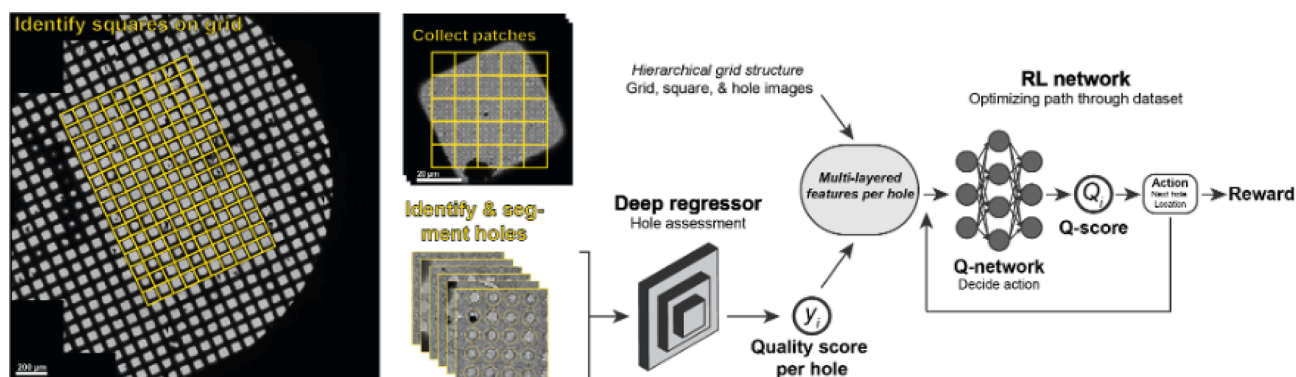 Identify squares on grid
200 µm
Collect patches
20 µm
Identify & seg-
ment holes
Deep regressor
Hole assessment
Hierarchical grid structure
Grid, square, & hole images
Multi-layered
features per hole
yi
Quality score
per hole
RL network
Optimizing path through dataset
Q-network
Decide action
Qi
Q-score
Action
Next hole
Location
Reward